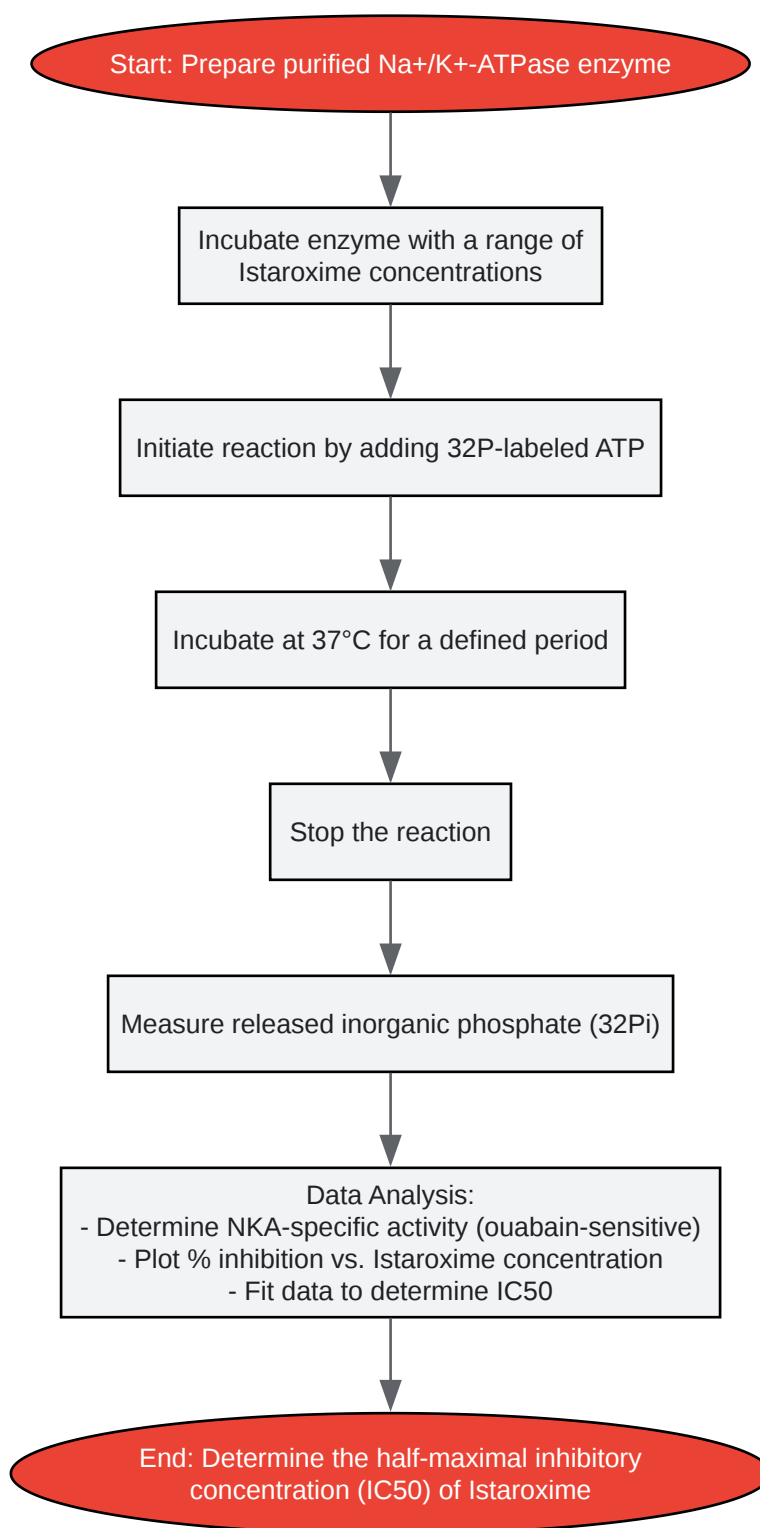 Start: Prepare purified Na+/K+-ATPase enzyme
Incubate enzyme with a range of
Istaroxime concentrations
Initiate reaction by adding 32P-labeled ATP
Incubate at 37°C for a defined period
Stop the reaction
Measure released inorganic phosphate (32Pi)
Data Analysis:
- Determine NKA-specific activity (ouabain-sensitive)
- Plot % inhibition vs. Istaroxime concentration
- Fit data to determine IC50
End: Determine the half-maximal inhibitory
concentration (IC50) of Istaroxime